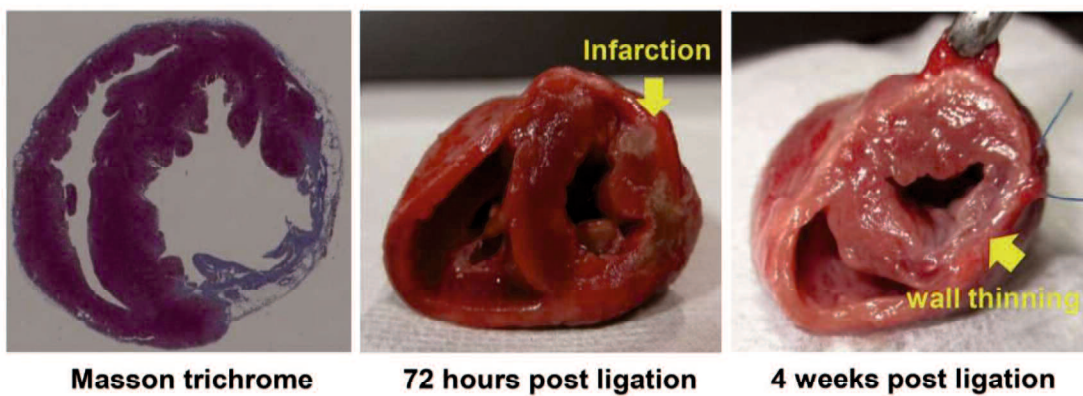 Infarction
wall thinning
Masson trichrome
72 hours post ligation
4 weeks post ligation